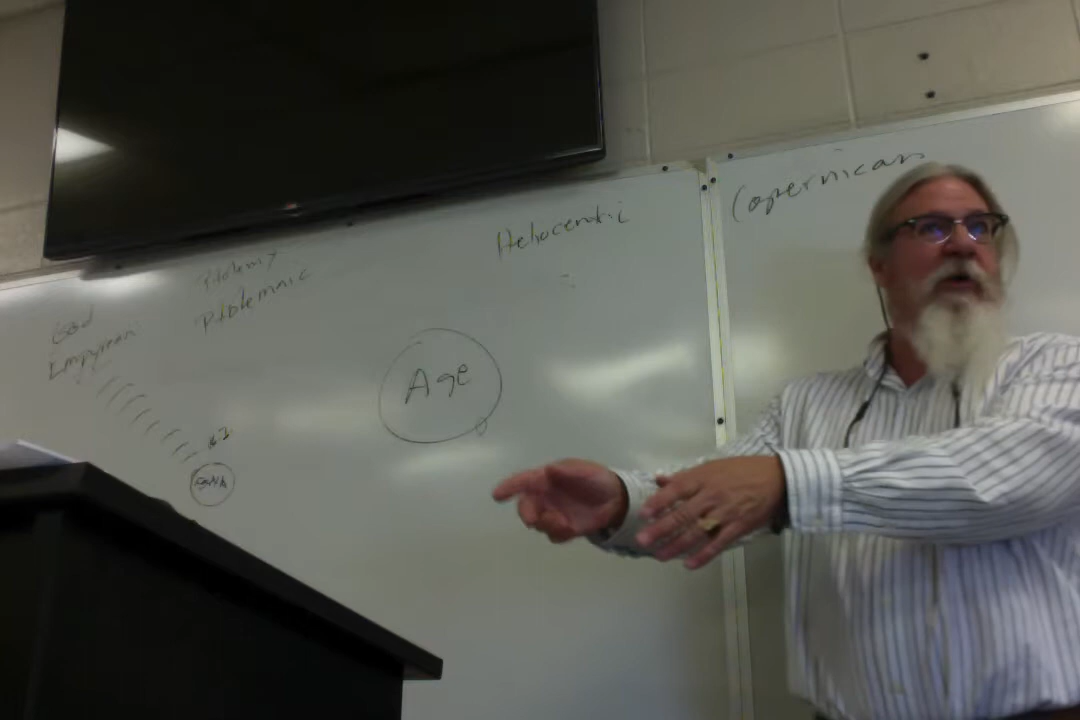 God
Empyrean
Ptolemy
Ptolemaic
Age
Heliocentric
Copernican